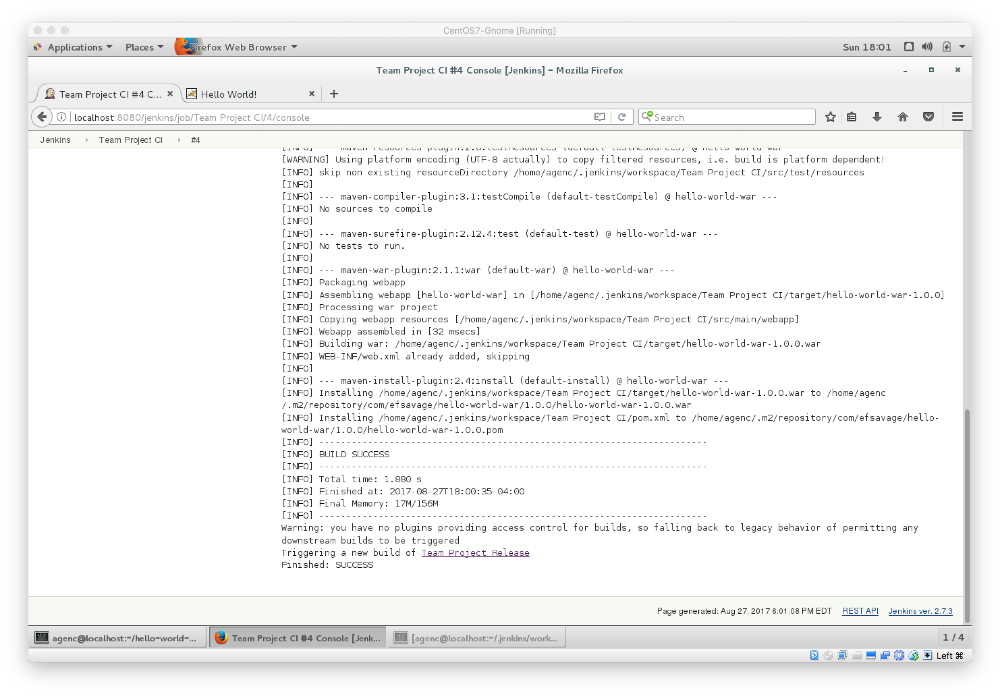 CentOS7-Gnome [Running]
Applications Places Firefox Web Browser Sun 18:01
Team Project CI #4 Console [Jenkins] - Mozilla Firefox
Team Project CI #4 C... Hello World!
localhost:8080/jenkins/job/Team Project CI/4/console Search
Jenkins Team Project CI #4
[INFO] --- maven-resources-plugin:2.6:testResources (default-testResources) @ hello-world-war
[WARNING] Using platform encoding (UTF-8 actually) to copy filtered resources, i.e. build is platform dependent!
[INFO] skip non existing resourceDirectory /home/agenc/.jenkins/workspace/Team Project CI/src/test/resources
[INFO]
[INFO] --- maven-compiler-plugin:3.1:testCompile (default-testCompile) @ hello-world-war ---
[INFO] No sources to compile
[INFO]
[INFO] --- maven-surefire-plugin:2.12.4:test (default-test) @ hello-world-war ---
[INFO] No tests to run.
[INFO]
[INFO] --- maven-war-plugin:2.1.1:war (default-war) @ hello-world-war ---
[INFO] Packaging webapp
[INFO] Assembling webapp [hello-world-war] in [/home/agenc/.jenkins/workspace/Team Project CI/target/hello-world-war-1.0.0]
[INFO] Processing war project
[INFO] Copying webapp resources [/home/agenc/.jenkins/workspace/Team Project CI/src/main/webapp]
[INFO] Webapp assembled in [32 msecs]
[INFO] Building war: /home/agenc/.jenkins/workspace/Team Project CI/target/hello-world-war-1.0.0.war
[INFO] WEB-INF/web.xml already added, skipping
[INFO]
[INFO] --- maven-install-plugin:2.4:install (default-install) @ hello-world-war ---
[INFO] Installing /home/agenc/.jenkins/workspace/Team Project CI/target/hello-world-war-1.0.0.war to /home/agenc
/.m2/repository/com/efsavage/hello-world-war/1.0.0/hello-world-war-1.0.0.war
[INFO] Installing /home/agenc/.jenkins/workspace/Team Project CI/pom.xml to /home/agenc/.m2/repository/com/efsavage/hello-
world-war/1.0.0/hello-world-war-1.0.0.pom
[INFO] ------------------------------------------------------------------------
[INFO] BUILD SUCCESS
[INFO] ------------------------------------------------------------------------
[INFO] Total time: 1.880 s
[INFO] Finished at: 2017-08-27T18:00:35-04:00
[INFO] Final Memory: 17M/156M
[INFO] ------------------------------------------------------------------------
Warning: you have no plugins providing access control for builds, so falling back to legacy behavior of permitting any
downstream builds to be triggered
Triggering a new build of Team Project Release
Finished: SUCCESS
Page generated: Aug 27, 2017 6:01:08 PM EDT REST API Jenkins ver. 2.7.3
agenc@localhost:~/hello-world-... Team Project CI #4 Console [Jenk... [agenc@localhost:~/.jenkins/work... 1 / 4
Left ⌘